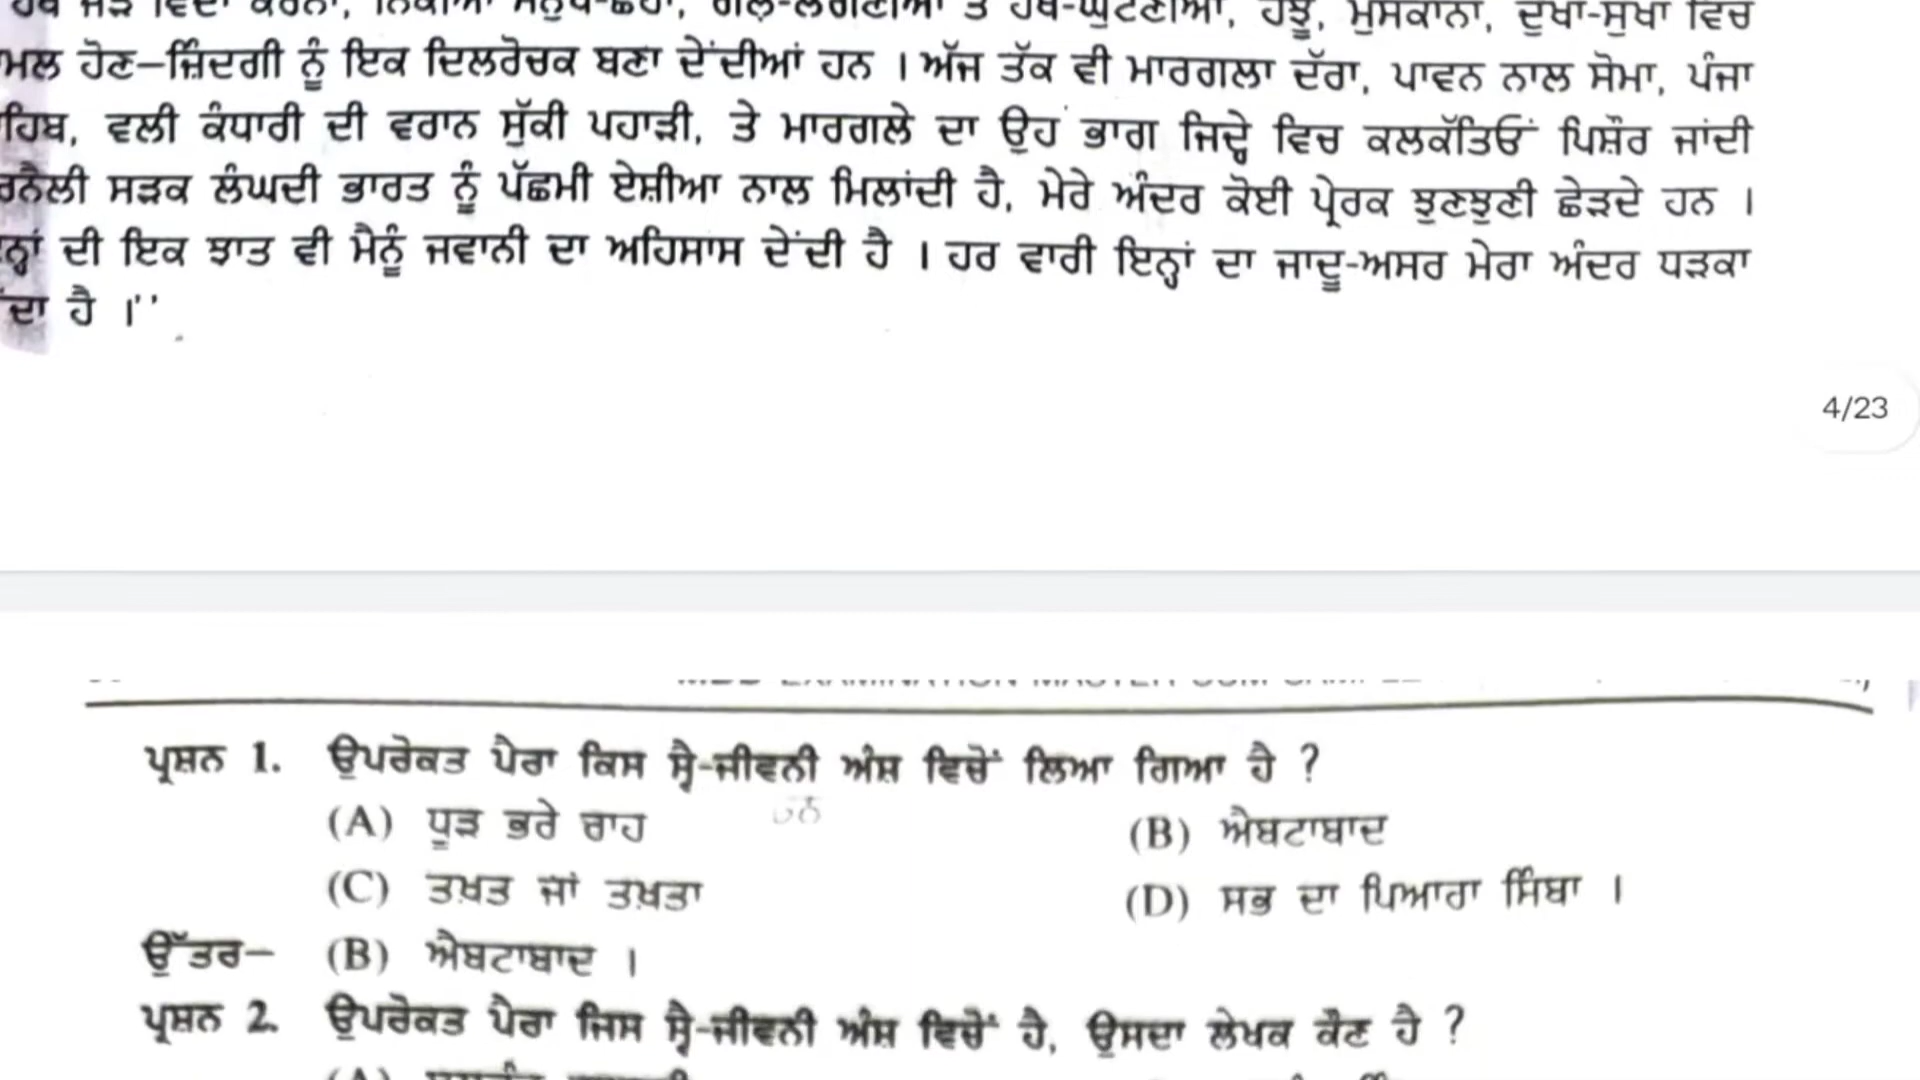 ਮਲ ਹੋਣ–ਜ਼ਿੰਦਗੀ ਨੂੰ ਇਕ ਦਿਲਰੋਚਕ ਬਣਾ ਦੇਂਦੀਆਂ ਹਨ । ਅੱਜ ਤੱਕ ਵੀ ਮਾਰਗਲਾ ਦੱਰਾ, ਪਾਵਨ ਨਾਲ ਸੋਮਾ, ਪੰਜਾ
ਹਿਬ, ਵਲੀ ਕੰਧਾਰੀ ਦੀ ਵਰਾਨ ਸੁੱਕੀ ਪਹਾੜੀ, ਤੇ ਮਾਰਗਲੇ ਦਾ ਉਹ ਭਾਗ ਜਿਦ੍ਹੇ ਵਿਚ ਕਲਕੱਤਿਓਂ ਪਿਸ਼ੌਰ ਜਾਂਦੀ
ਰਨੈਲੀ ਸੜਕ ਲੰਘਦੀ ਭਾਰਤ ਨੂੰ ਪੱਛਮੀ ਏਸ਼ੀਆ ਨਾਲ ਮਿਲਾਂਦੀ ਹੈ, ਮੇਰੇ ਅੰਦਰ ਕੋਈ ਪ੍ਰੇਰਕ ਝੁਣਝੁਣੀ ਛੇੜਦੇ ਹਨ ।
ਨ੍ਹਾਂ ਦੀ ਇਕ ਝਾਤ ਵੀ ਮੈਨੂੰ ਜਵਾਨੀ ਦਾ ਅਹਿਸਾਸ ਦੇਂਦੀ ਹੈ । ਹਰ ਵਾਰੀ ਇਨ੍ਹਾਂ ਦਾ ਜਾਦੂ-ਅਸਰ ਮੇਰਾ ਅੰਦਰ ਧੜਕਾ
ਦਾ ਹੈ ।''
4/23
ਪ੍ਰਸ਼ਨ 1. ਉਪਰੋਕਤ ਪੈਰਾ ਕਿਸ ਸ੍ਵੈ-ਜੀਵਨੀ ਅੰਸ਼ ਵਿਚੋਂ ਲਿਆ ਗਿਆ ਹੈ ?
(A) ਧੂੜ ਭਰੇ ਰਾਹ (B) ਐਬਟਾਬਾਦ
(C) ਤਖ਼ਤ ਜਾਂ ਤਖ਼ਤਾ (D) ਸਭ ਦਾ ਪਿਆਰਾ ਸਿੰਬਾ ।
ਉੱਤਰ– (B) ਐਬਟਾਬਾਦ ।
ਪ੍ਰਸ਼ਨ 2. ਉਪਰੋਕਤ ਪੈਰਾ ਜਿਸ ਸ੍ਵੈ-ਜੀਵਨੀ ਅੰਸ਼ ਵਿਚੋਂ ਹੈ, ਉਸਦਾ ਲੇਖਕ ਕੌਣ ਹੈ ?